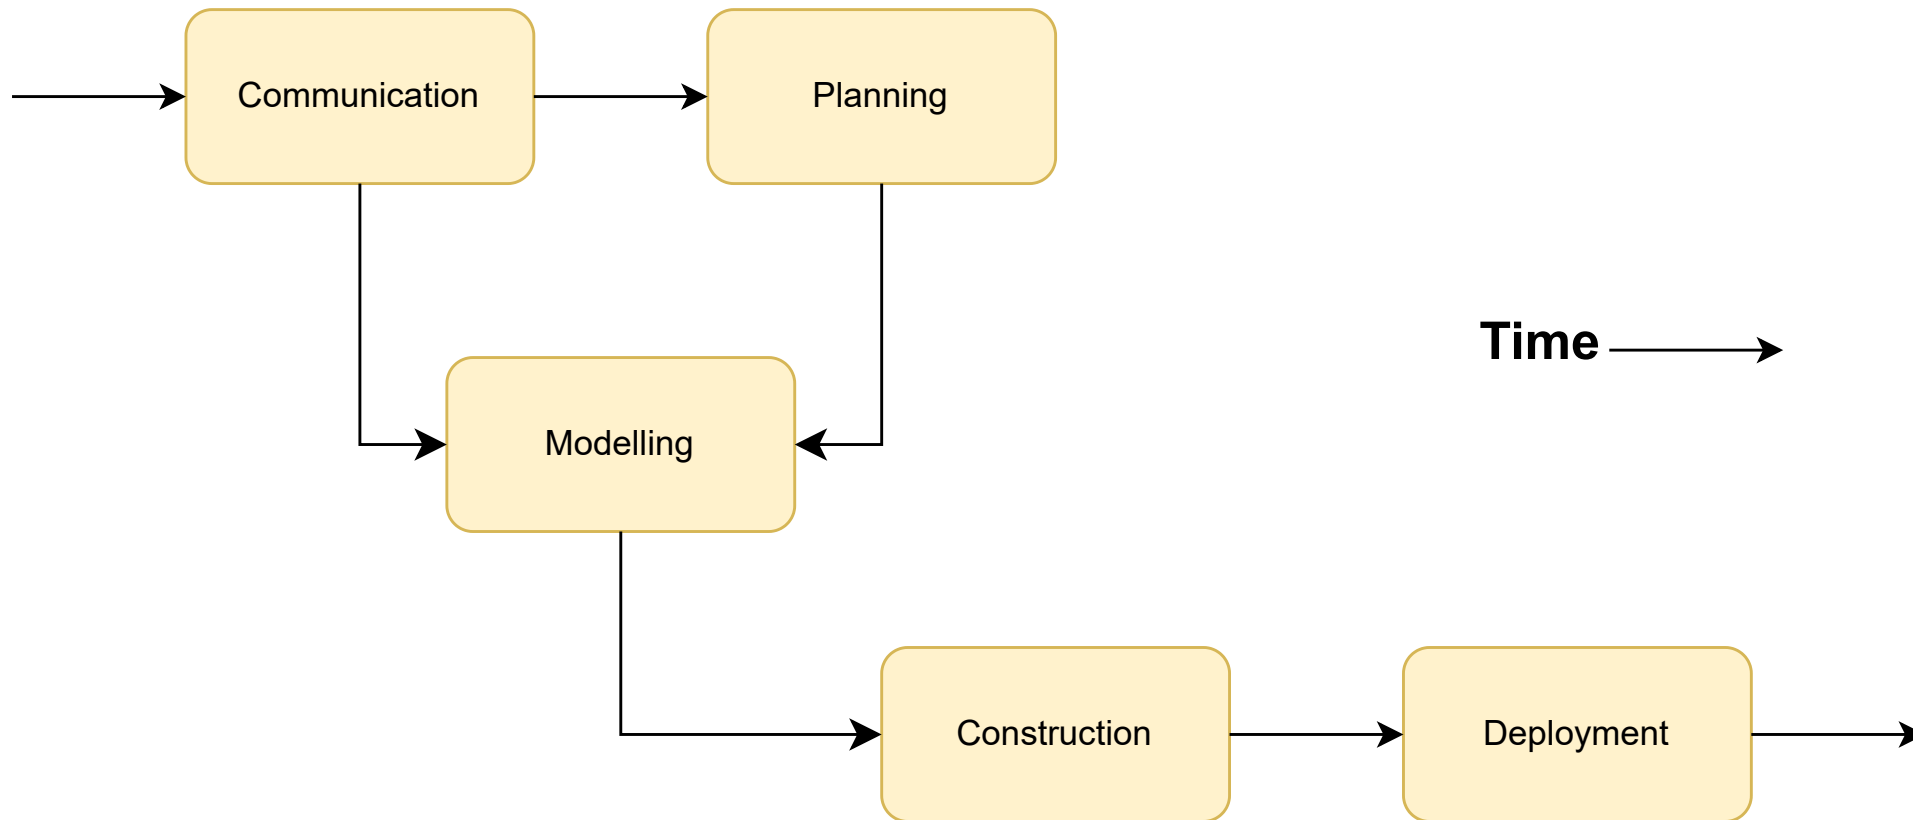 Communication
Planning
Time
Modelling
Construction
Deployment